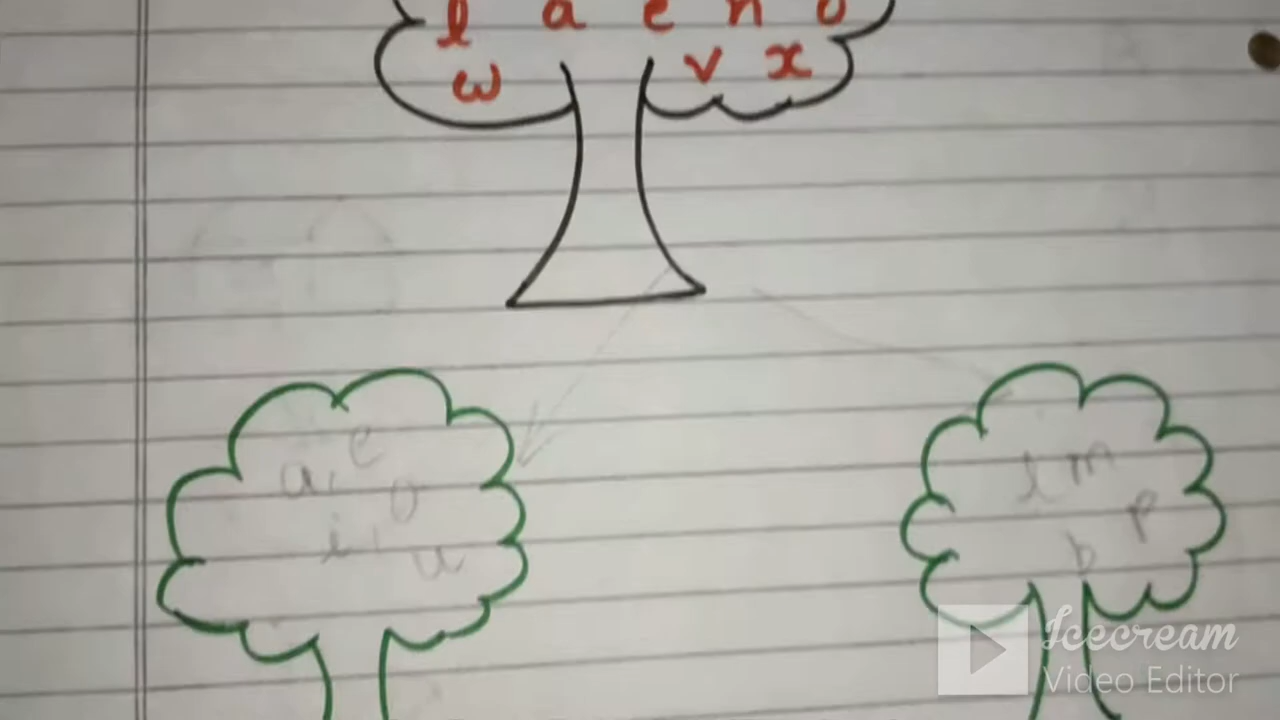 l a e n o
w v x
e
a, o
i, u
l m
p
b
Icecream
Video Editor